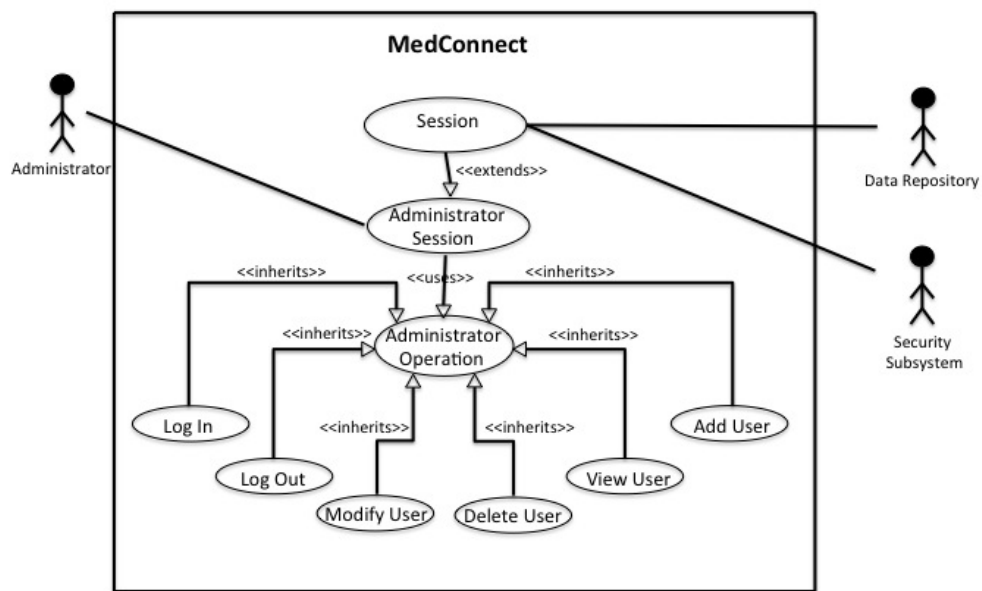 MedConnect
Session
Administrator
Data Repository
<<extends>>
Administrator
Session
<<inherits>>
<<uses>>
<<inherits>>
Security
Subsystem
<<inherits>>
Administrator
Operation
<<inherits>>
Log In
<<inherits>>
<<inherits>>
Add User
Log Out
View User
Modify User
Delete User